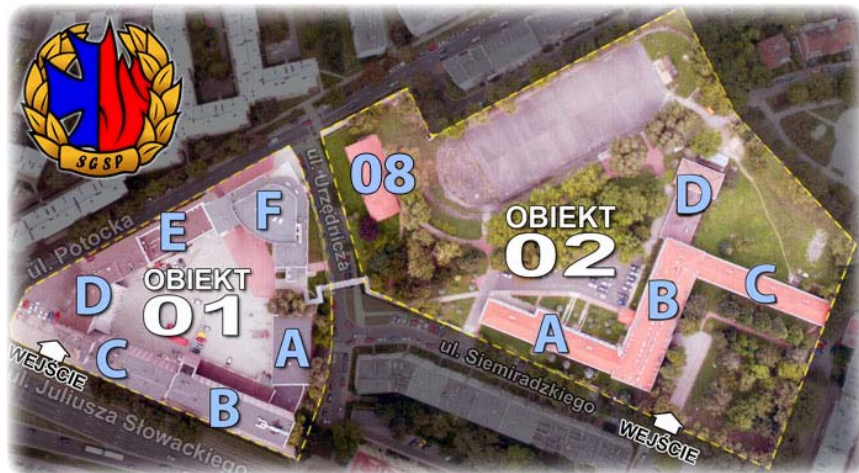 SGSP
ul. Potocka
ul. Urzędnicza
08
F
E
D
OBIEKT
01
D
OBIEKT
02
C
B
A
A
C
B
ul. Siemiradzkiego
WEJŚCIE
WEJŚCIE
ul. Juliusza Słowackiego